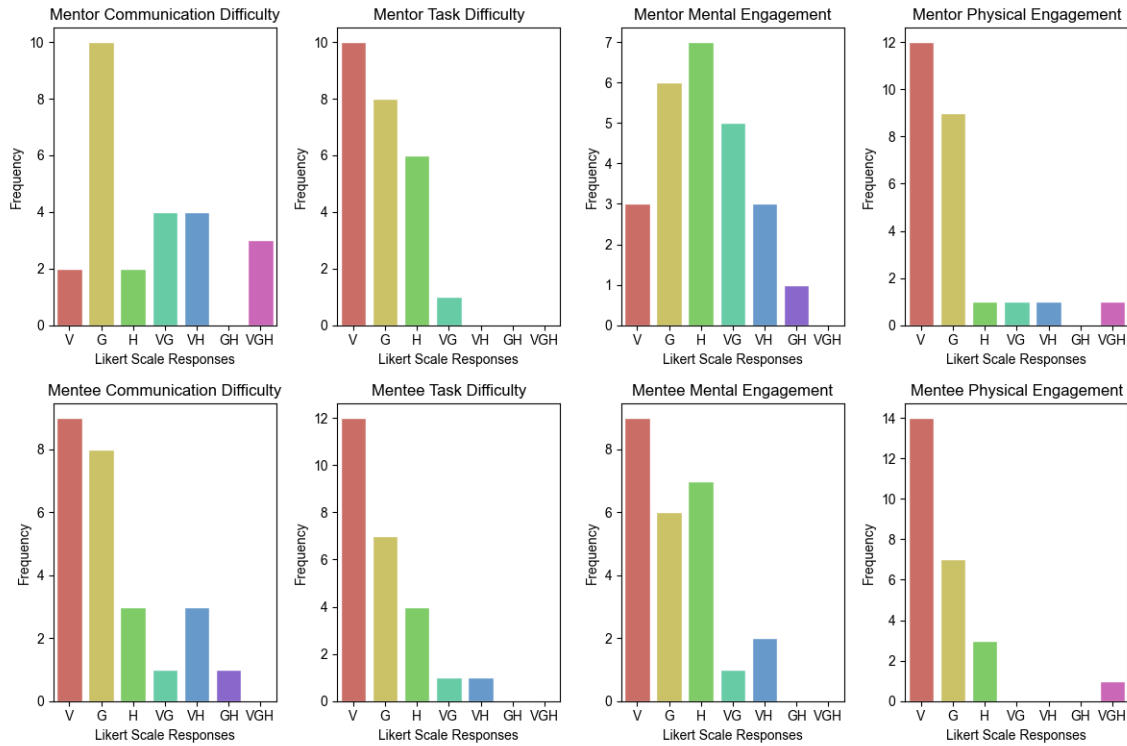 Mentor Communication Difficulty
Frequency
10
8
6
4
2
0
V G H VG VH GH VGH
Likert Scale Responses
Mentor Task Difficulty
Frequency
10
8
6
4
2
0
V G H VG VH GH VGH
Likert Scale Responses
Mentor Mental Engagement
Frequency
7
6
5
4
3
2
1
0
V G H VG VH GH VGH
Likert Scale Responses
Mentor Physical Engagement
Frequency
12
10
8
6
4
2
0
V G H VG VH GH VGH
Likert Scale Responses
Mentee Communication Difficulty
Frequency
8
6
4
2
0
V G H VG VH GH VGH
Likert Scale Responses
Mentee Task Difficulty
Frequency
12
10
8
6
4
2
0
V G H VG VH GH VGH
Likert Scale Responses
Mentee Mental Engagement
Frequency
8
6
4
2
0
V G H VG VH GH VGH
Likert Scale Responses
Mentee Physical Engagement
Frequency
14
12
10
8
6
4
2
0
V G H VG VH GH VGH
Likert Scale Responses